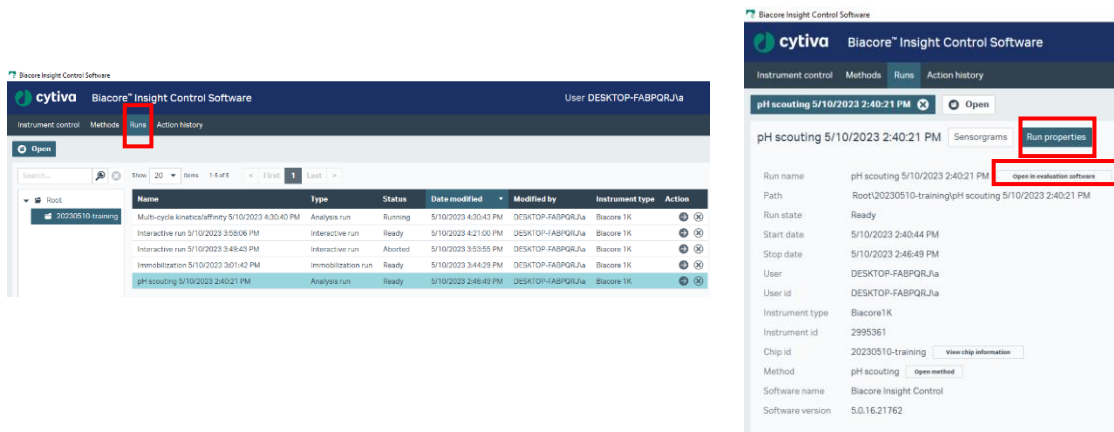 Biacore Insight Control Software
cytiva Biacore™ Insight Control Software User DESKTOP-FABPQRJ\a
Instrument control Methods Runs Action history
Open
Search... Show 20 items 1-5 of 5 « First 1 Last »
Root
20230510-training
Name Type Status Date modified Modified by Instrument type Action
Multi-cycle kinetics/affinity 5/10/2023 4:30:40 PM Analysis run Running 5/10/2023 4:30:43 PM DESKTOP-FABPQRJ\a Biacore 1K
Interactive run 5/10/2023 3:58:06 PM Interactive run Ready 5/10/2023 4:21:00 PM DESKTOP-FABPQRJ\a Biacore 1K
Interactive run 5/10/2023 3:49:43 PM Interactive run Aborted 5/10/2023 3:53:55 PM DESKTOP-FABPQRJ\a Biacore 1K
Immobilization 5/10/2023 3:01:42 PM Immobilization run Ready 5/10/2023 3:44:29 PM DESKTOP-FABPQRJ\a Biacore 1K
pH scouting 5/10/2023 2:40:21 PM Analysis run Ready 5/10/2023 2:46:49 PM DESKTOP-FABPQRJ\a Biacore 1K
Biacore Insight Control Software
cytiva Biacore™ Insight Control Software
Instrument control Methods Runs Action history
pH scouting 5/10/2023 2:40:21 PM Open
pH scouting 5/10/2023 2:40:21 PM Sensorgrams Run properties
Run name pH scouting 5/10/2023 2:40:21 PM Open in evaluation software
Path Root\20230510-training\pH scouting 5/10/2023 2:40:21 PM
Run state Ready
Start date 5/10/2023 2:40:44 PM
Stop date 5/10/2023 2:46:49 PM
User DESKTOP-FABPQRJ\a
User id DESKTOP-FABPQRJ\a
Instrument type Biacore1K
Instrument id 2995361
Chip id 20230510-training View chip information
Method pH scouting Open method
Software name Biacore Insight Control
Software version 5.0.16.21762